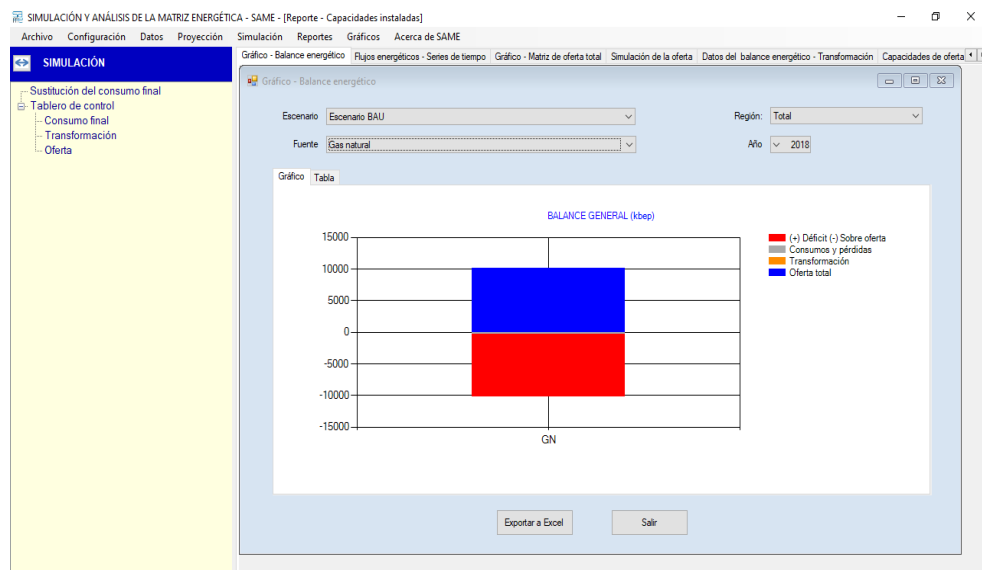 SIMULACIÓN Y ANÁLISIS DE LA MATRIZ ENERGÉTICA - SAME - [Reporte - Capacidades instaladas]
Archivo Configuración Datos Proyección Simulación Reportes Gráficos Acerca de SAME
SIMULACIÓN
Sustitución del consumo final
Tablero de control
Consumo final
Transformación
Oferta
Gráfico - Balance energético Flujos energéticos - Series de tiempo Gráfico - Matriz de oferta total Simulación de la oferta Datos del balance energético - Transformación Capacidades de oferta
Gráfico - Balance energético
Escenario Escenario BAU Región: Total
Fuente Gas natural Año 2018
Gráfico Tabla
BALANCE GENERAL (kbep)
15000
10000
5000
0
-5000
-10000
-15000
GN
(+) Déficit (-) Sobre oferta
Consumos y pérdidas
Transformación
Oferta total
Exportar a Excel Salir